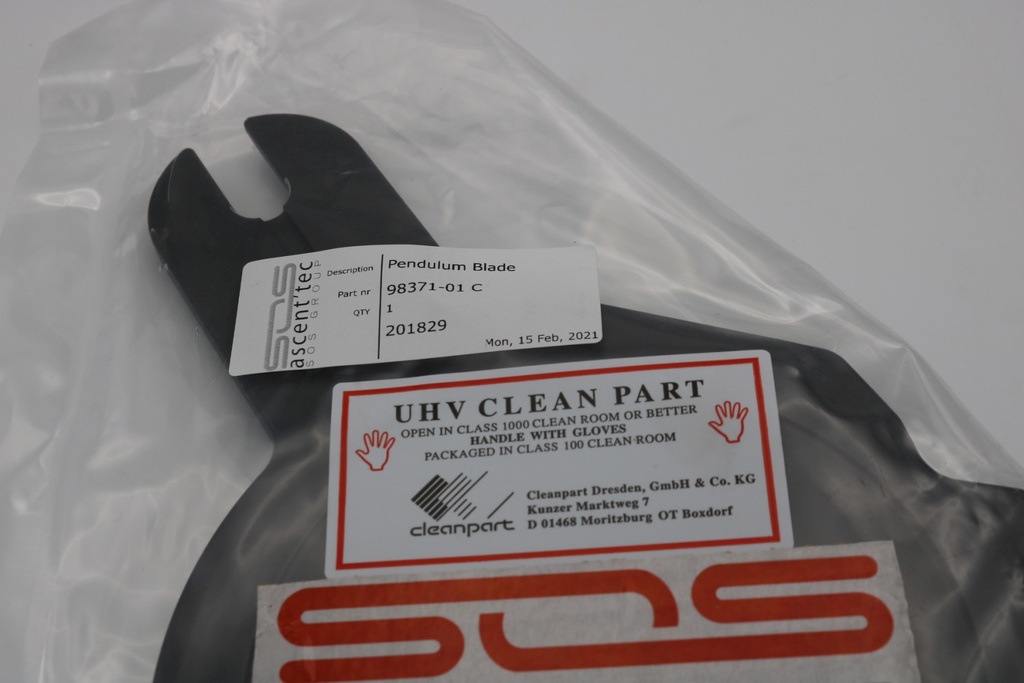 SOS
ascent'tec
SOS GROUP
Description Pendulum Blade
Part nr 98371-01 C
QTY 1
201829
Mon, 15 Feb, 2021
UHV CLEAN PART
OPEN IN CLASS 1000 CLEAN ROOM OR BETTER
HANDLE WITH GLOVES
PACKAGED IN CLASS 100 CLEAN-ROOM
cleanpart
Cleanpart Dresden, GmbH & Co. KG
Kunzer Marktweg 7
D 01468 Moritzburg OT Boxdorf
SOS